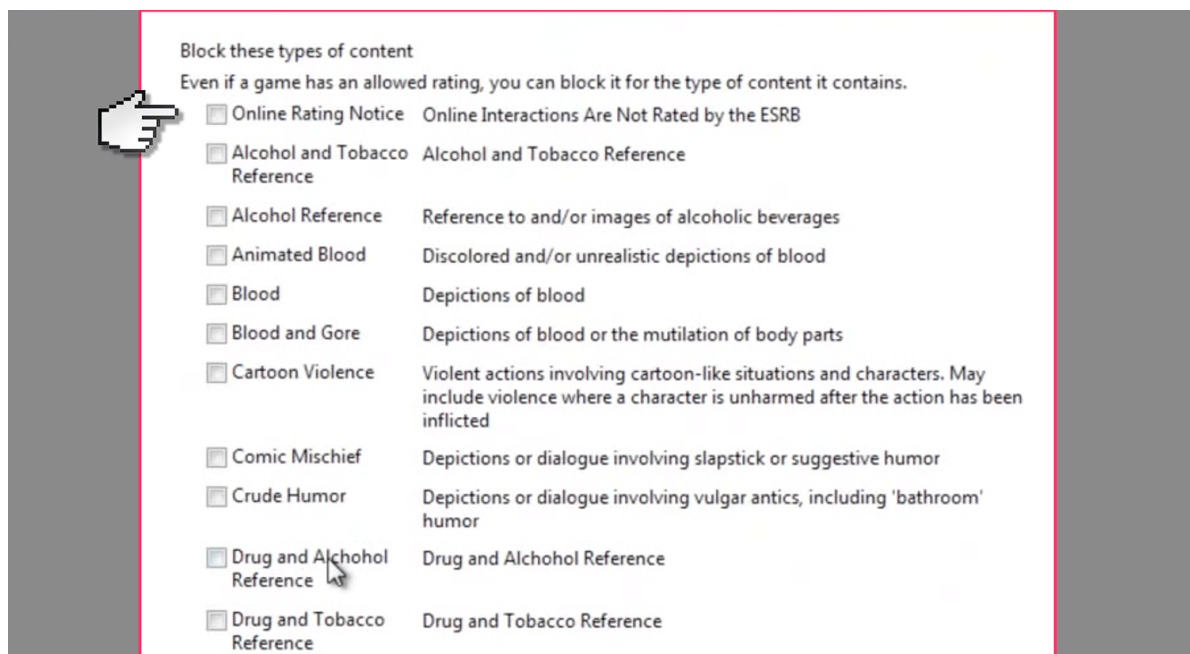 Block these types of content
Even if a game has an allowed rating, you can block it for the type of content it contains.
Online Rating Notice Online Interactions Are Not Rated by the ESRB
Alcohol and Tobacco Alcohol and Tobacco Reference
Reference
Alcohol Reference Reference to and/or images of alcoholic beverages
Animated Blood Discolored and/or unrealistic depictions of blood
Blood Depictions of blood
Blood and Gore Depictions of blood or the mutilation of body parts
Cartoon Violence Violent actions involving cartoon-like situations and characters. May
include violence where a character is unharmed after the action has been
inflicted
Comic Mischief Depictions or dialogue involving slapstick or suggestive humor
Crude Humor Depictions or dialogue involving vulgar antics, including 'bathroom'
humor
Drug and Alchohol Drug and Alchohol Reference
Reference
Drug and Tobacco Drug and Tobacco Reference
Reference